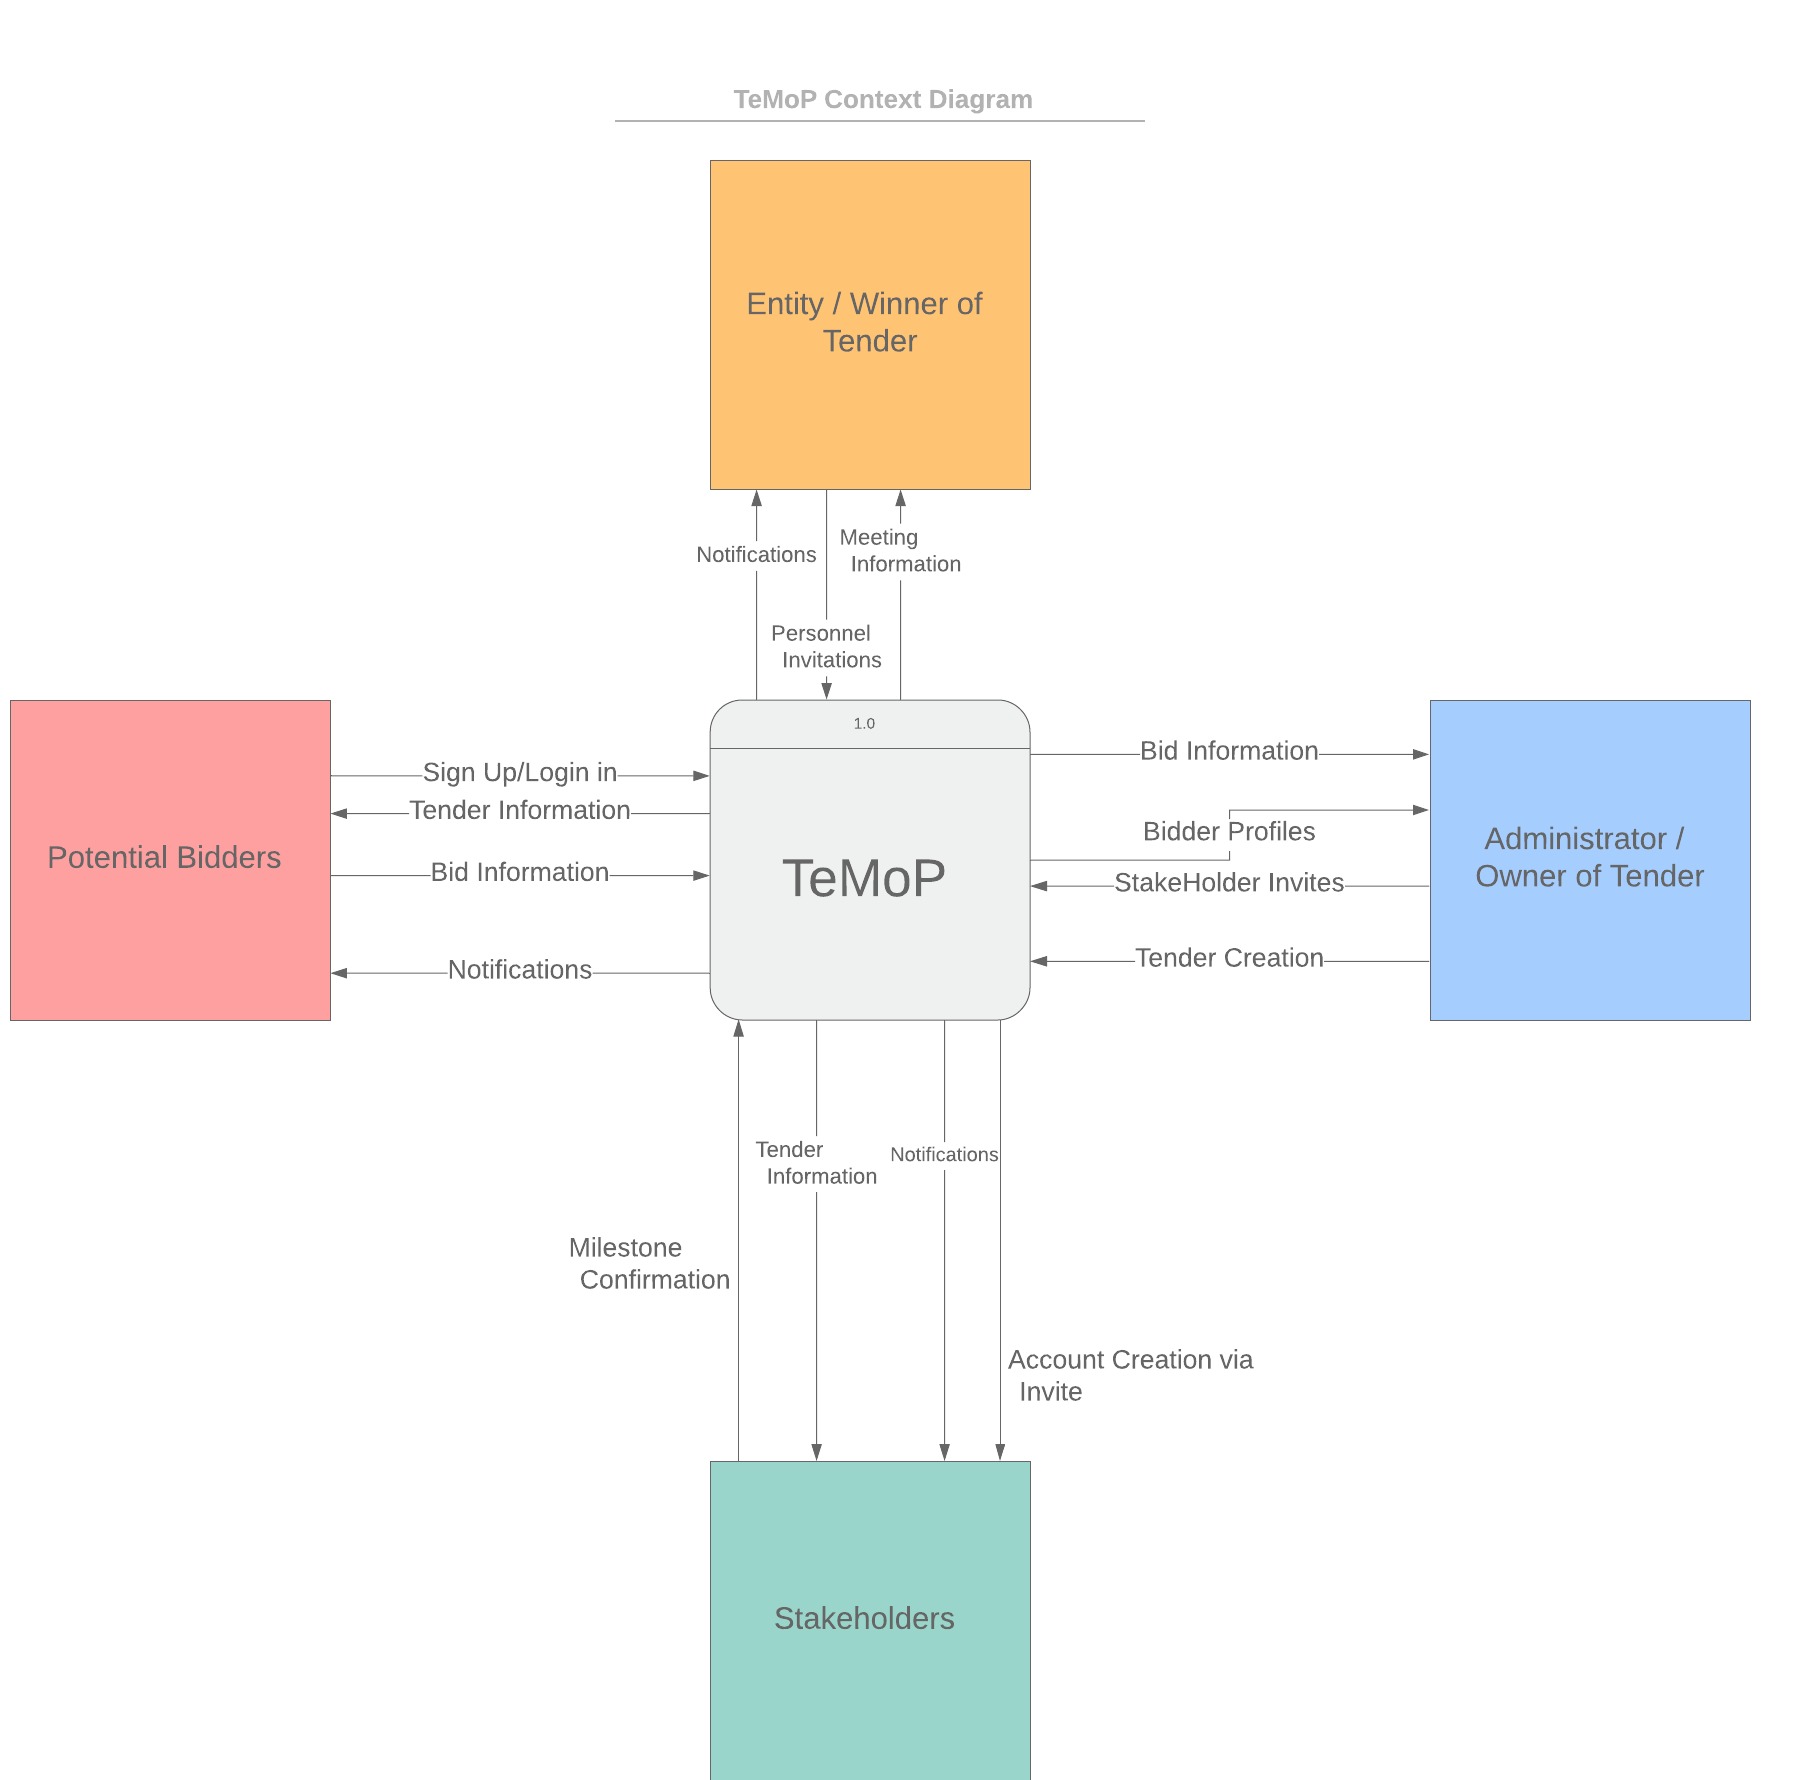 TeMoP Context Diagram
Entity / Winner of
Tender
Notifications
Meeting
Information
Personnel
Invitations
1.0
TeMoP
Potential Bidders
Sign Up/Login in
Tender Information
Bid Information
Notifications
Bid Information
Bidder Profiles
StakeHolder Invites
Tender Creation
Administrator /
Owner of Tender
Tender
Information
Notifications
Milestone
Confirmation
Account Creation via
Invite
Stakeholders